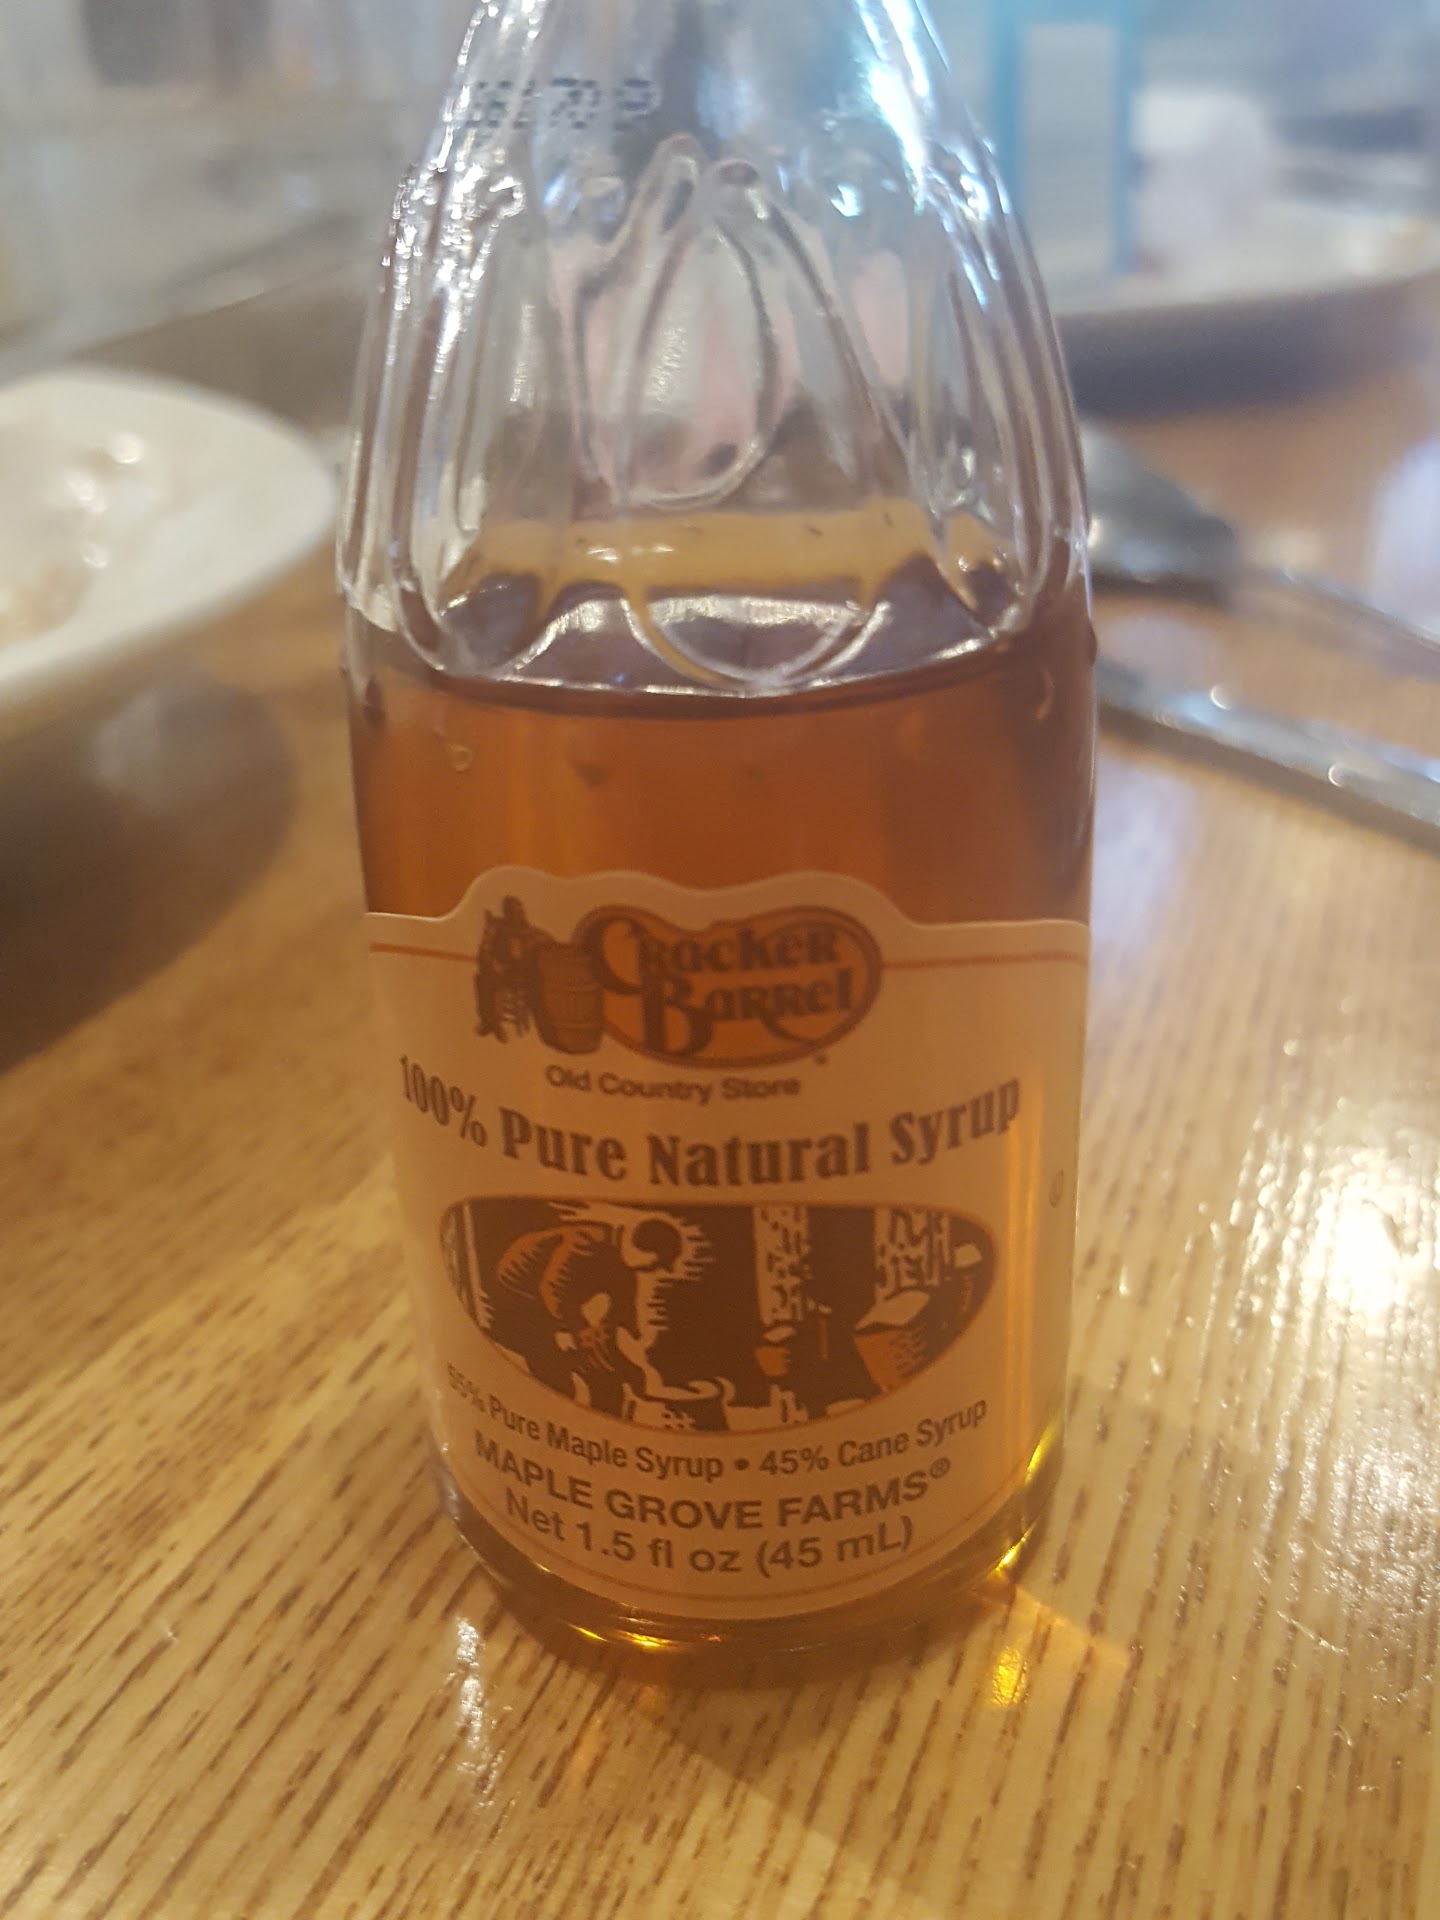 Cracker
Barrel
Old Country Store
100% Pure Natural Syrup
55% Pure Maple Syrup • 45% Cane Syrup
MAPLE GROVE FARMS®
Net 1.5 fl oz (45 mL)